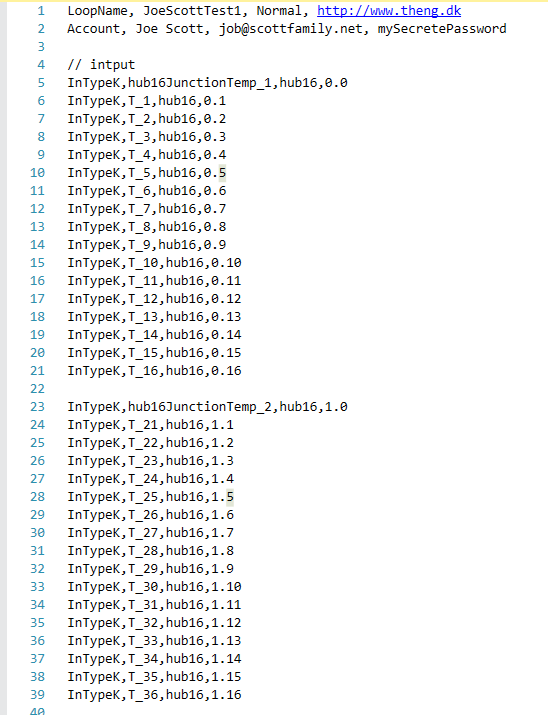 1 LoopName, JoeScottTest1, Normal, http://www.theng.dk
2 Account, Joe Scott, job@scottfamily.net, mySecretePassword
3
4 // intput
5 InTypeK,hub16JunctionTemp_1,hub16,0.0
6 InTypeK,T_1,hub16,0.1
7 InTypeK,T_2,hub16,0.2
8 InTypeK,T_3,hub16,0.3
9 InTypeK,T_4,hub16,0.4
10 InTypeK,T_5,hub16,0.5
11 InTypeK,T_6,hub16,0.6
12 InTypeK,T_7,hub16,0.7
13 InTypeK,T_8,hub16,0.8
14 InTypeK,T_9,hub16,0.9
15 InTypeK,T_10,hub16,0.10
16 InTypeK,T_11,hub16,0.11
17 InTypeK,T_12,hub16,0.12
18 InTypeK,T_13,hub16,0.13
19 InTypeK,T_14,hub16,0.14
20 InTypeK,T_15,hub16,0.15
21 InTypeK,T_16,hub16,0.16
22
23 InTypeK,hub16JunctionTemp_2,hub16,1.0
24 InTypeK,T_21,hub16,1.1
25 InTypeK,T_22,hub16,1.2
26 InTypeK,T_23,hub16,1.3
27 InTypeK,T_24,hub16,1.4
28 InTypeK,T_25,hub16,1.5
29 InTypeK,T_26,hub16,1.6
30 InTypeK,T_27,hub16,1.7
31 InTypeK,T_28,hub16,1.8
32 InTypeK,T_29,hub16,1.9
33 InTypeK,T_30,hub16,1.10
34 InTypeK,T_31,hub16,1.11
35 InTypeK,T_32,hub16,1.12
36 InTypeK,T_33,hub16,1.13
37 InTypeK,T_34,hub16,1.14
38 InTypeK,T_35,hub16,1.15
39 InTypeK,T_36,hub16,1.16
40